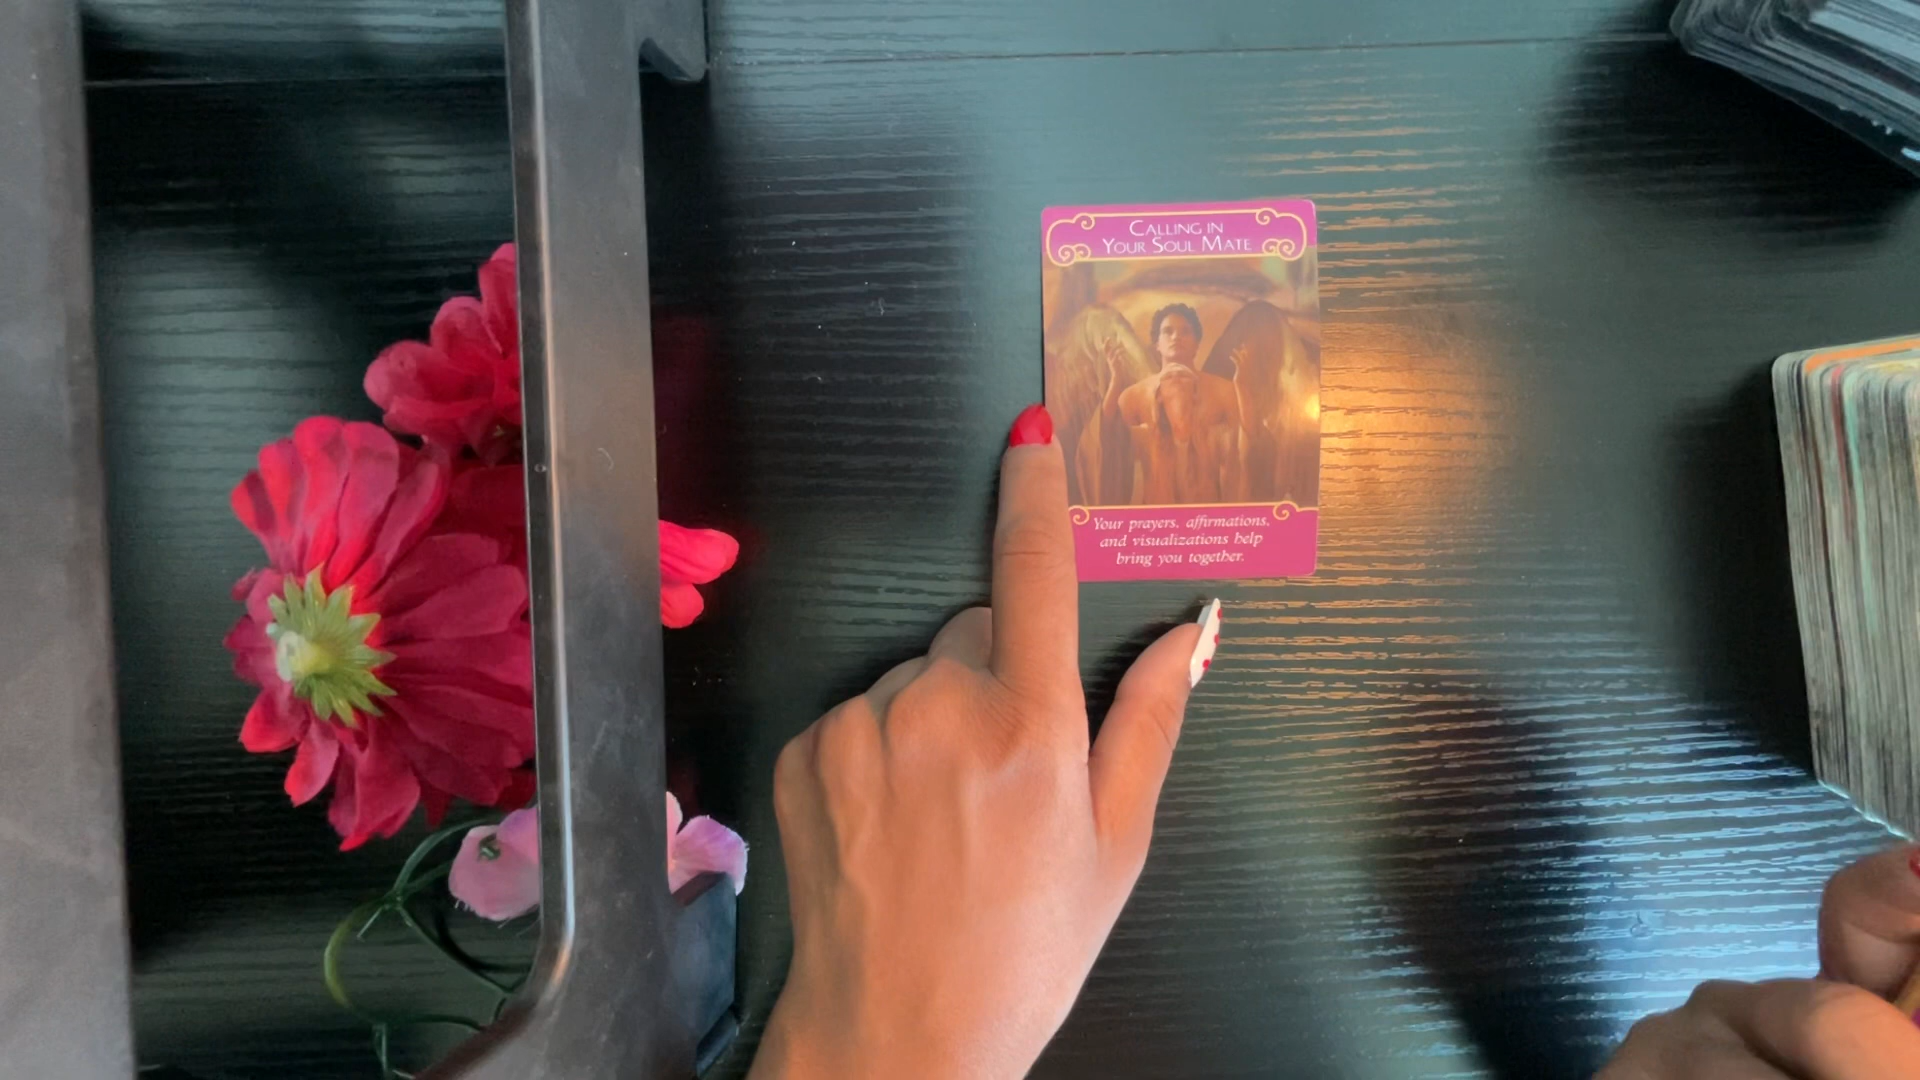 CALLING IN
YOUR SOUL MATE
Your prayers, affirmations,
and visualizations help
bring you together.